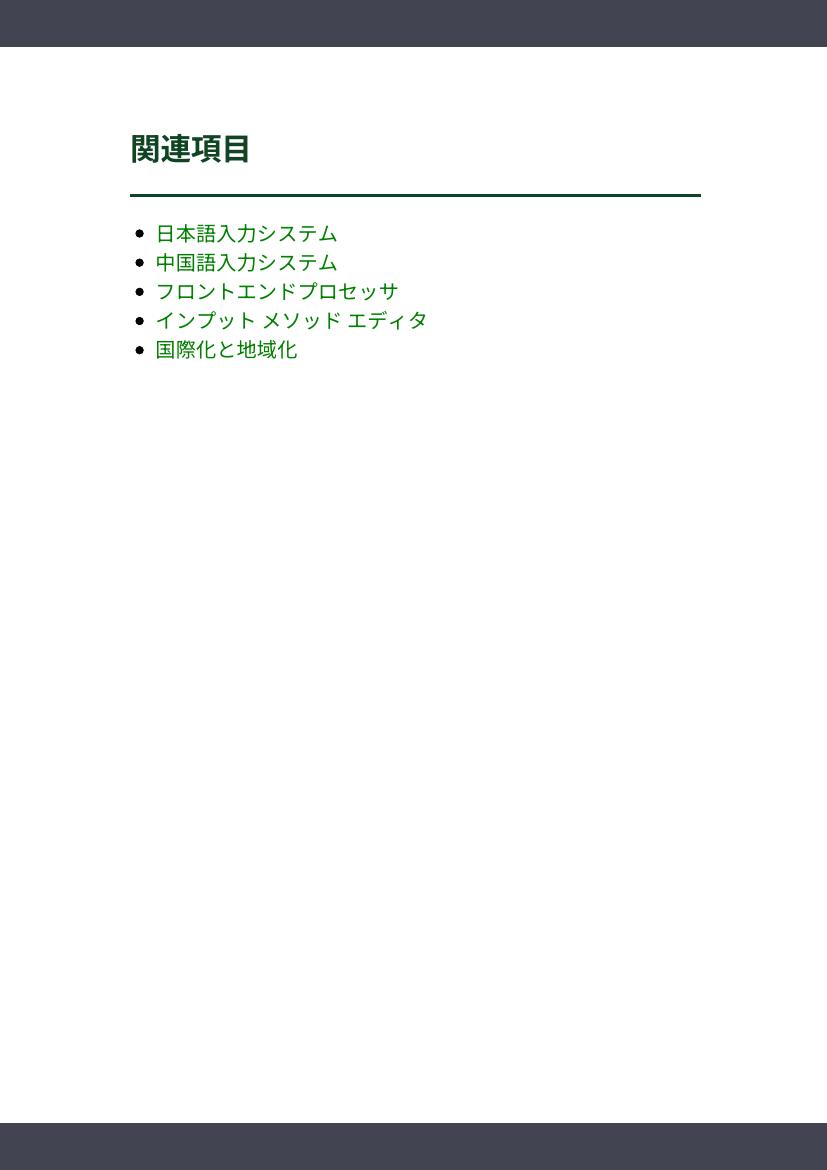 関連項目
日本語入力システム
中国語入力システム
フロントエンドプロセッサ
インプット メソッド エディタ
国際化と地域化